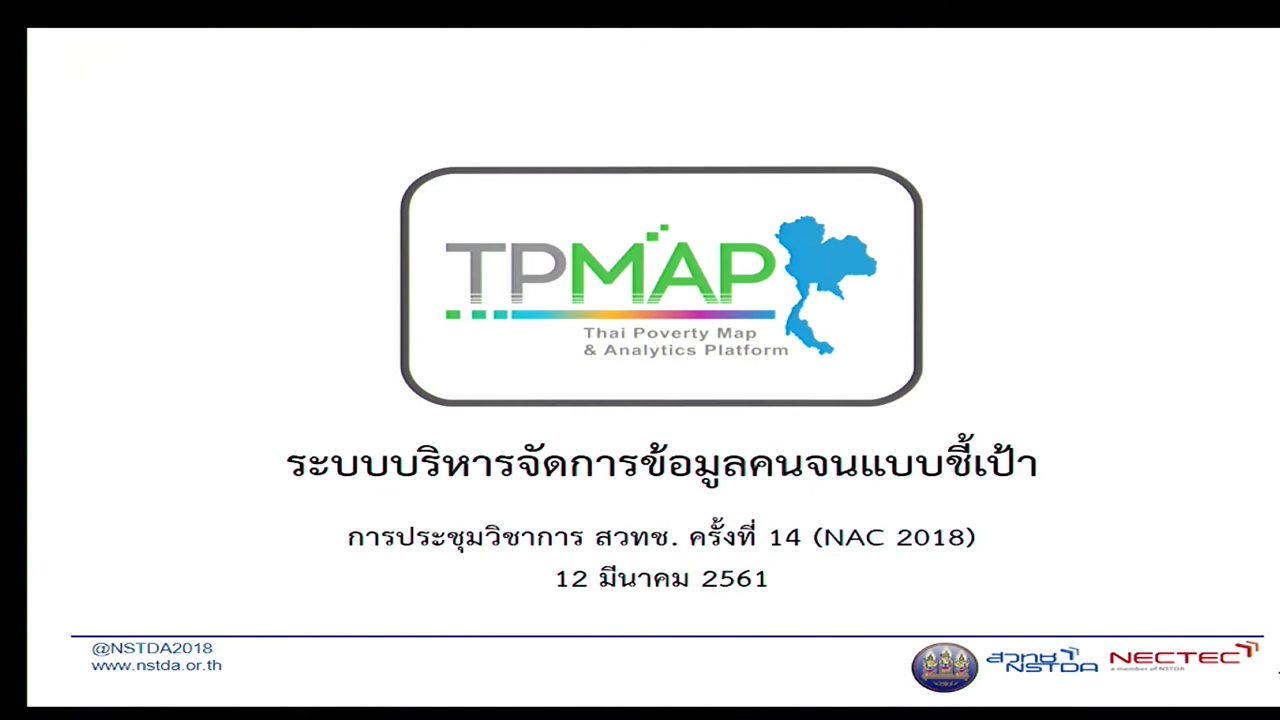 TPMAP
Thai Poverty Map
& Analytics Platform
ระบบบริหารจัดการข้อมูลคนจนแบบชี้เป้า
การประชุมวิชาการ สวทช. ครั้งที่ 14 (NAC 2018)
12 มีนาคม 2561
@NSTDA2018
www.nstda.or.th
สวทช
NSTDA
NECTEC
a member of NSTDA